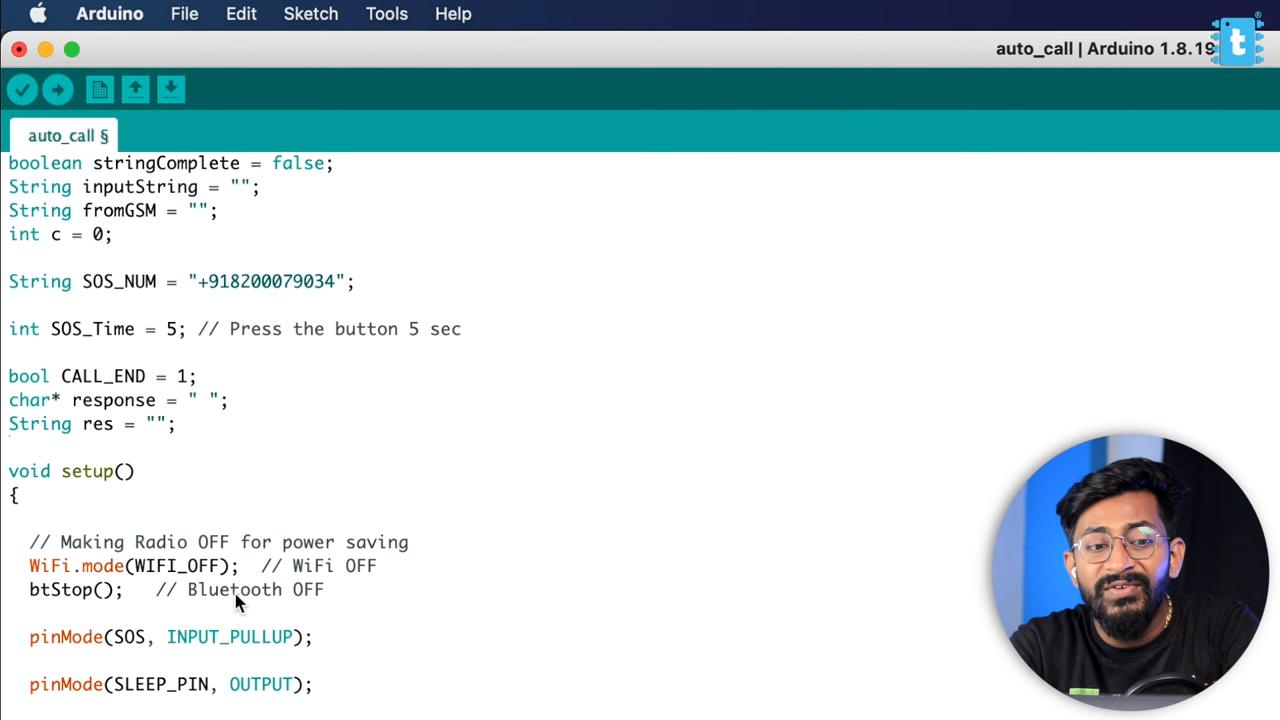 Arduino File Edit Sketch Tools Help
auto_call | Arduino 1.8.19
t
auto_call §
boolean stringComplete = false;
String inputString = "";
String fromGSM = "";
int c = 0;
String SOS_NUM = "+918200079034";
int SOS_Time = 5; // Press the button 5 sec
bool CALL_END = 1;
char* response = " ";
String res = "";
void setup()
{
// Making Radio OFF for power saving
WiFi.mode(WIFI_OFF); // WiFi OFF
btStop(); // Bluetooth OFF
pinMode(SOS, INPUT_PULLUP);
pinMode(SLEEP_PIN, OUTPUT);